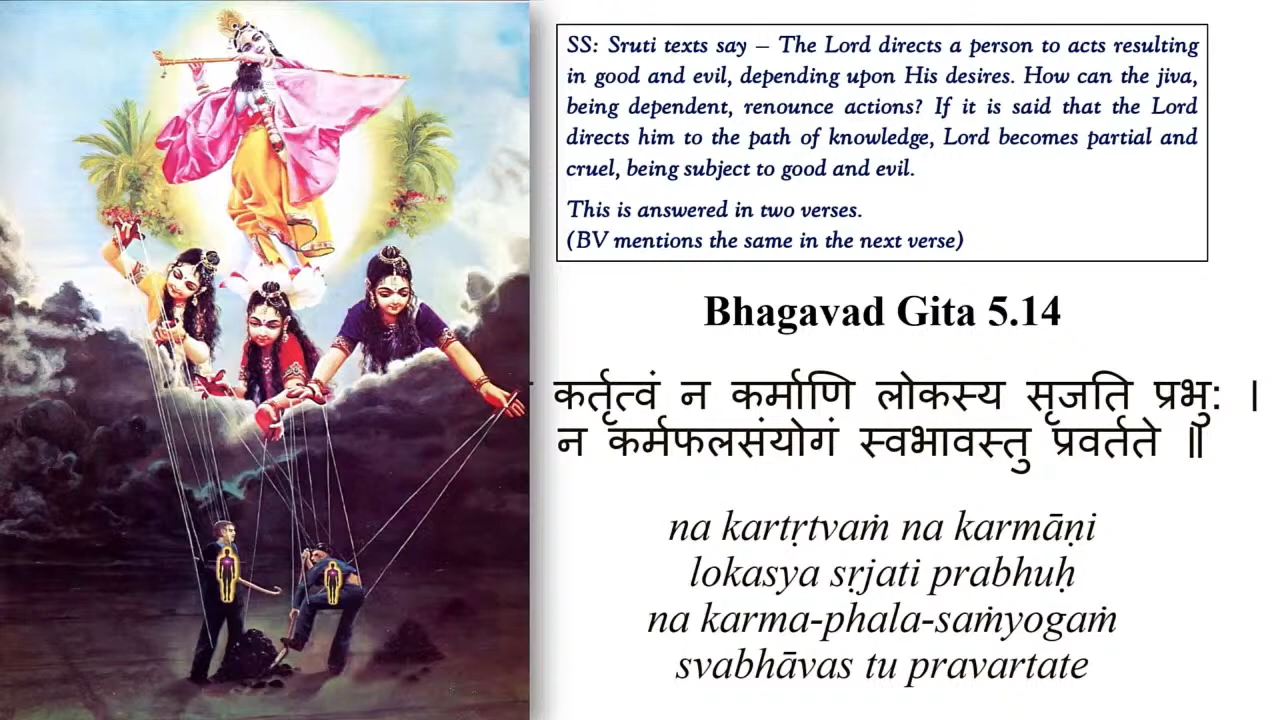 SS: Sruti texts say – The Lord directs a person to acts resulting
in good and evil, depending upon His desires. How can the jiva,
being dependent, renounce actions? If it is said that the Lord
directs him to the path of knowledge, Lord becomes partial and
cruel, being subject to good and evil.
This is answered in two verses.
(BV mentions the same in the next verse)
Bhagavad Gita 5.14
कर्तृत्वं न कर्माणि लोकस्य सृजति प्रभु: ।
न कर्मफलसंयोगं स्वभावस्तु प्रवर्तते ॥
na kartṛtvaṁ na karmāṇi
lokasya sṛjati prabhuḥ
na karma-phala-saṁyogaṁ
svabhāvas tu pravartate